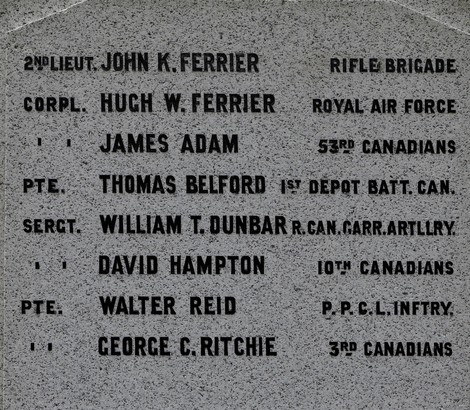 2ND LIEUT. JOHN K. FERRIER RIFLE BRIGADE
CORPL. HUGH W. FERRIER ROYAL AIR FORCE
" JAMES ADAM 53RD CANADIANS
PTE. THOMAS BELFORD 1ST DEPOT BATT. CAN.
SERGT. WILLIAM T. DUNBAR R. CAN. GARR. ARTLLRY.
" DAVID HAMPTON 10TH CANADIANS
PTE. WALTER REID P. P. C. L. INFTRY.
" GEORGE C. RITCHIE 3RD CANADIANS